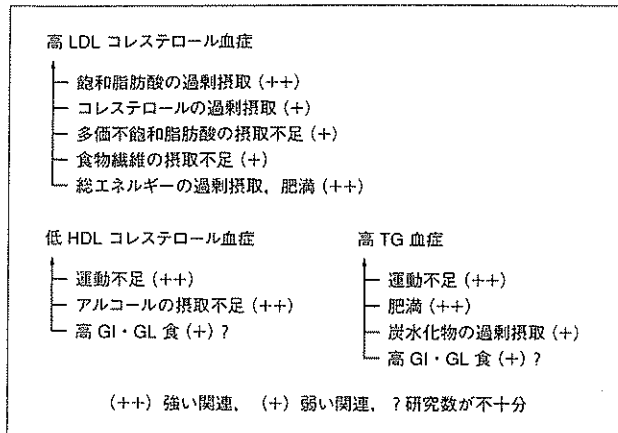 高 LDL コレステロール血症
飽和脂肪酸の過剰摂取 (++)
コレステロールの過剰摂取 (+)
多価不飽和脂肪酸の摂取不足 (+)
食物繊維の摂取不足 (+)
総エネルギーの過剰摂取，肥満 (++)
低 HDL コレステロール血症
運動不足 (++)
アルコールの摂取不足 (++)
高 GI・GL 食 (+) ?
高 TG 血症
運動不足 (++)
肥満 (++)
炭水化物の過剰摂取 (+)
高 GI・GL 食 (+) ?
(++) 強い関連， (+) 弱い関連， ? 研究数が不十分